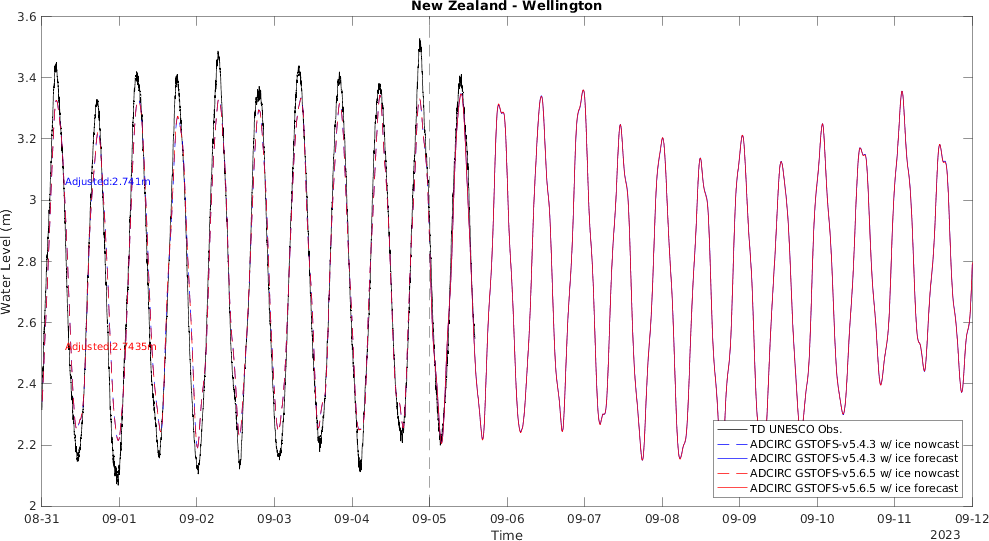 New Zealand - Wellington
3.6
3.4
3.2
3
2.8
2.6
2.4
2.2
2
Water Level (m)
Adjusted:2.741m
Adjusted:2.7435m
TD UNESCO Obs.
ADCIRC GSTOFS-v5.4.3 w/ ice nowcast
ADCIRC GSTOFS-v5.4.3 w/ ice forecast
ADCIRC GSTOFS-v5.6.5 w/ ice nowcast
ADCIRC GSTOFS-v5.6.5 w/ ice forecast
08-31 09-01 09-02 09-03 09-04 09-05 09-06 09-07 09-08 09-09 09-10 09-11 09-12
Time
2023